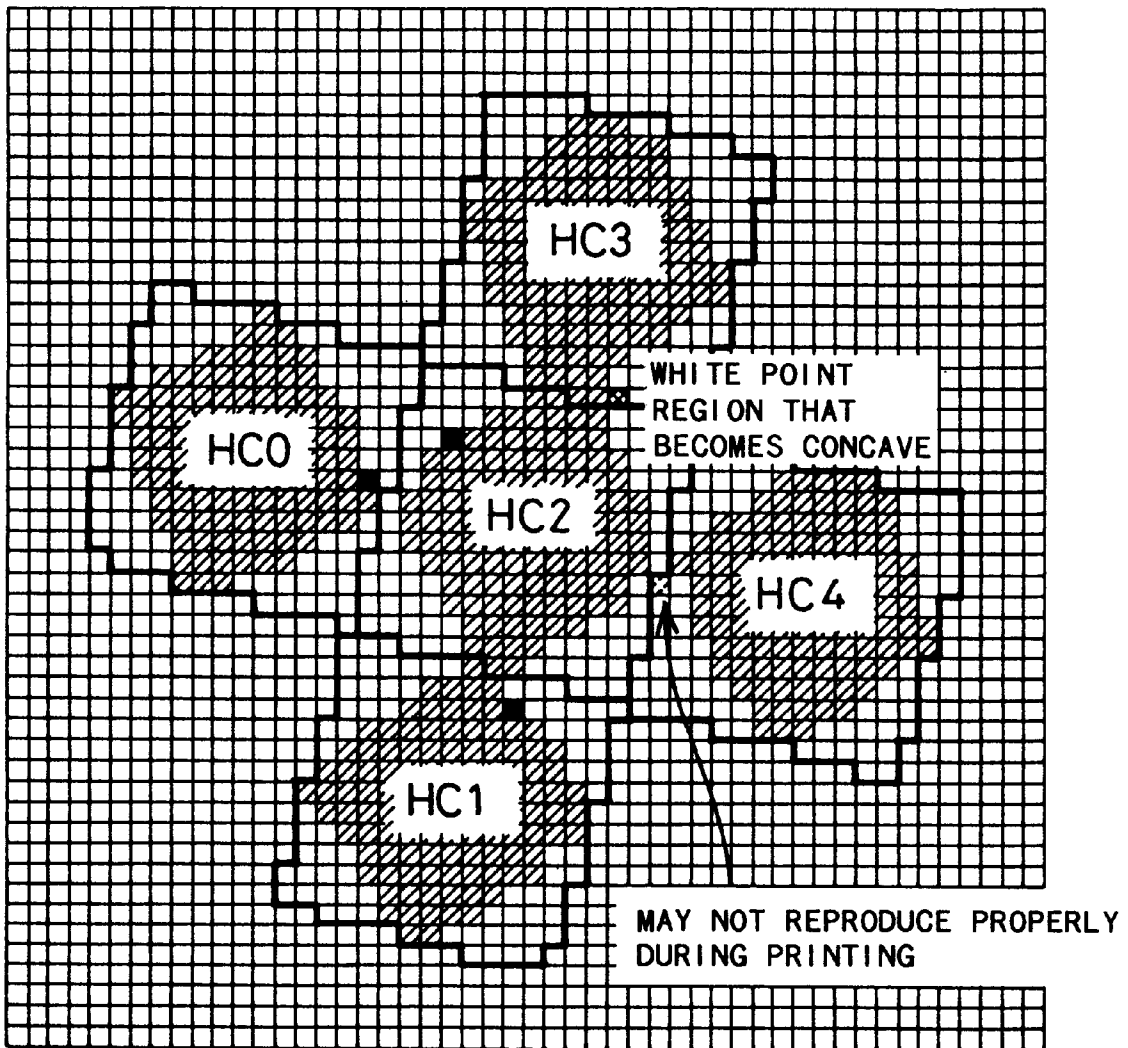 HC3
WHITE POINT
REGION THAT
BECOMES CONCAVE
HC0
HC2
HC4
HC1
MAY NOT REPRODUCE PROPERLY
DURING PRINTING